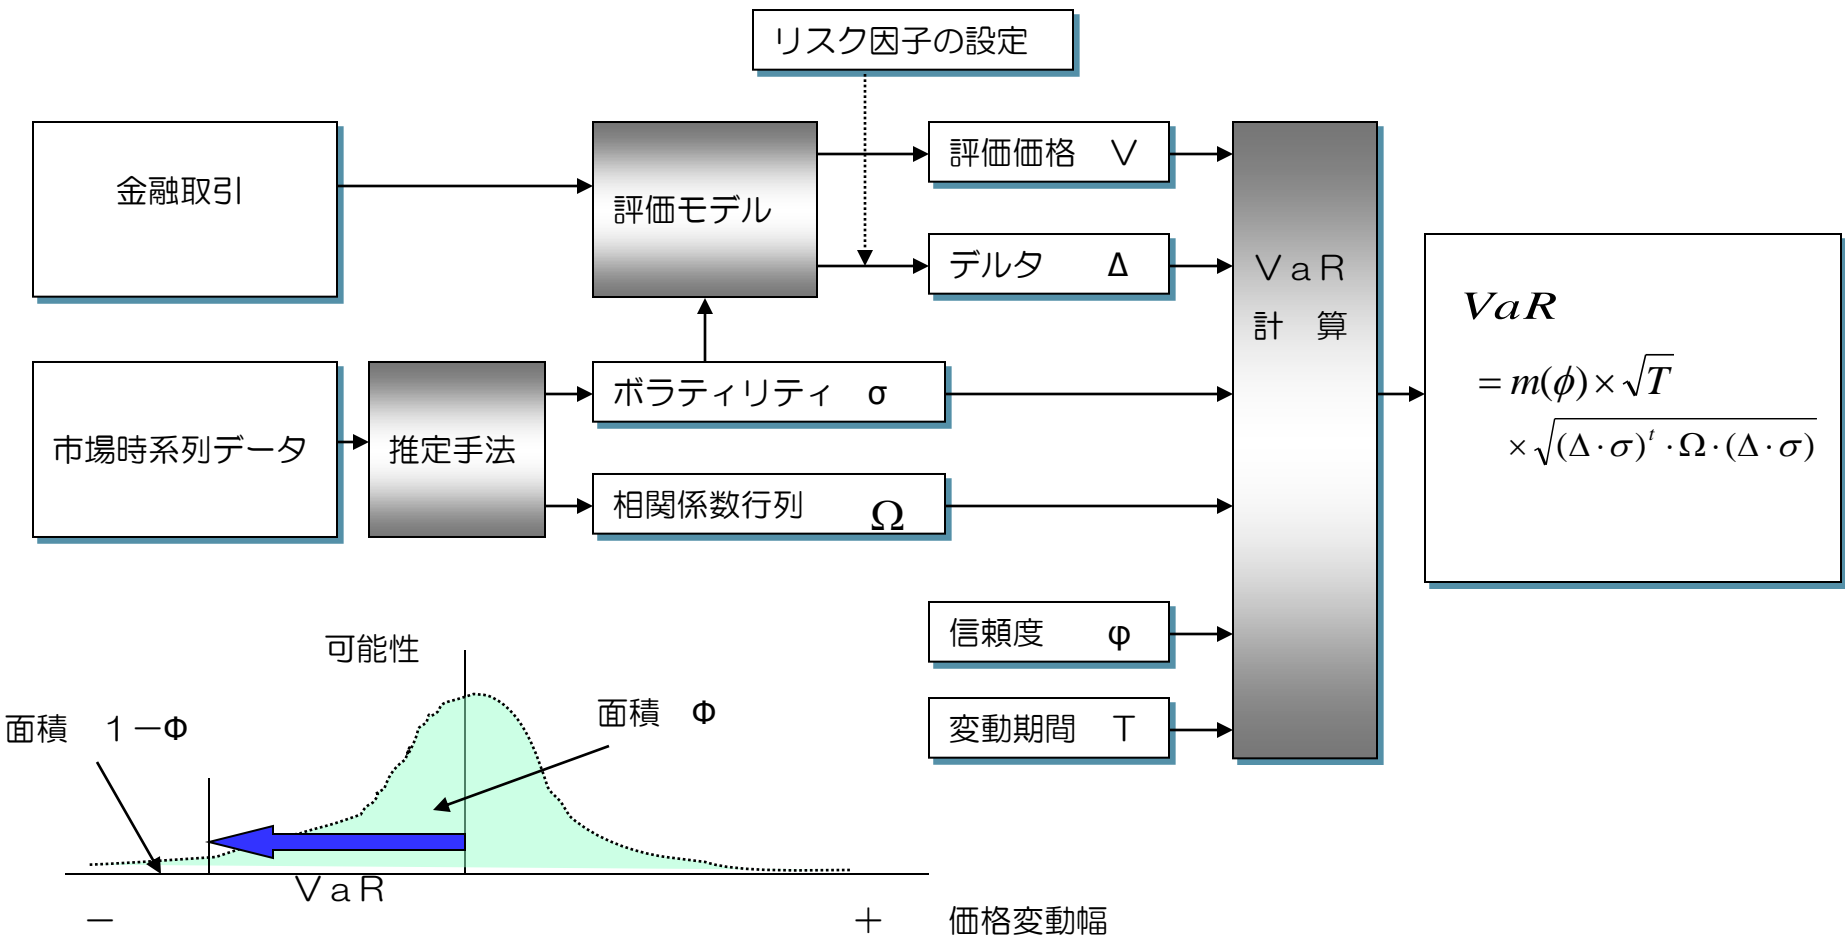 リスク因子の設定
金融取引
評価モデル
評価価格　V
デルタ　Δ
VaR
計　算
市場時系列データ
推定手法
ボラティリティ　σ
相関係数行列　Ω
信頼度　φ
変動期間　T
VaR
= m(φ) × √T
× √(Δ・σ)^t・Ω・(Δ・σ)
可能性
面積　Φ
面積　１－Φ
VaR
－
＋　価格変動幅